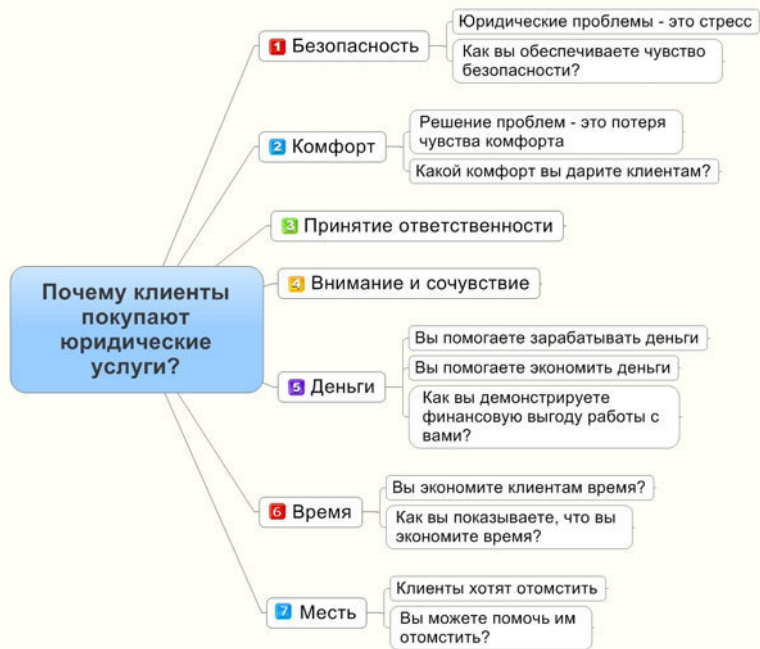 Почему клиенты
покупают
юридические
услуги?
1 Безопасность
Юридические проблемы - это стресс
Как вы обеспечиваете чувство
безопасности?
2 Комфорт
Решение проблем - это потеря
чувства комфорта
Какой комфорт вы дарите клиентам?
3 Принятие ответственности
4 Внимание и сочувствие
5 Деньги
Вы помогаете зарабатывать деньги
Вы помогаете экономить деньги
Как вы демонстрируете
финансовую выгоду работы с
вами?
6 Время
Вы экономите клиентам время?
Как вы показываете, что вы
экономите время?
7 Месть
Клиенты хотят отомстить
Вы можете помочь им
отомстить?